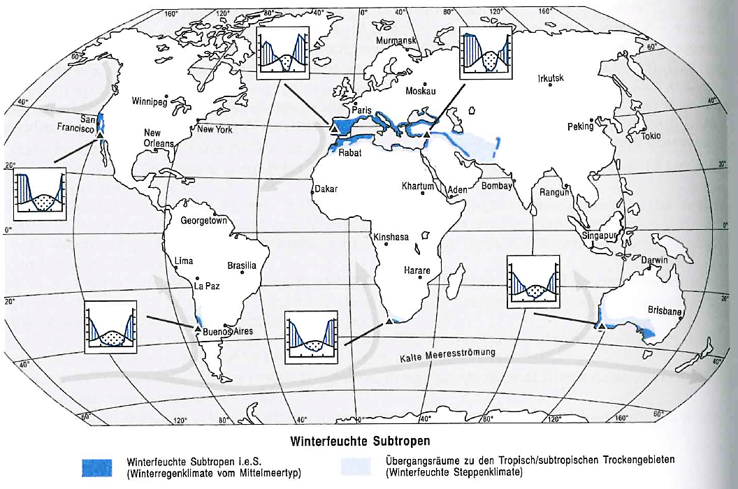 160°
120°
80°
40°
0°
40°
80°
120°
160°
60°
60°
Murmansk
Moskau
Irkutsk
Winnipeg
Paris
40°
40°
San
Francisco
New York
New
Orleans
Peking
Tokio
Rabat
20°
20°
Dakar
Khartum
Aden
Bombay
Rangun
Georgetown
Singapur
0°
0°
Kinshasa
Lima
Brasilia
Harare
Darwin
La Paz
20°
20°
Brisbane
Buenos Aires
Kalte Meeresströmung
40°
40°
60°
60°
120°
80°
40°
0°
40°
80°
120°
Winterfeuchte Subtropen
Winterfeuchte Subtropen i.e.S.
(Winterregenklimate vom Mittelmeertyp)
Übergangsräume zu den Tropisch/subtropischen Trockengebieten
(Winterfeuchte Steppenklimate)